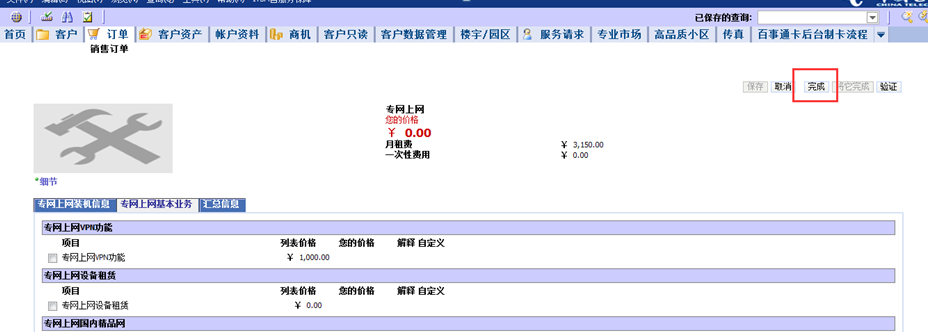 CHINA TELE
已保存的查询:
首页 客户 订单 客户资产 帐户资料 商机 客户只读 客户数据管理 楼宇/园区 服务请求 专业市场 高品质小区 传真 百事通卡后台制卡流程
销售订单
保存 取消 完成 将它完成 验证
专网上网
您的价格
¥ 0.00
月租费 ¥ 3,150.00
一次性费用 ¥ 0.00
*细节
专网上网装机信息 专网上网基本业务 汇总信息
专网上网VPN功能
项目 列表价格 您的价格 解释 自定义
专网上网VPN功能 ¥ 1,000.00
专网上网设备租赁
项目 列表价格 您的价格 解释 自定义
专网上网设备租赁 ¥ 0.00
专网上网国内精品网